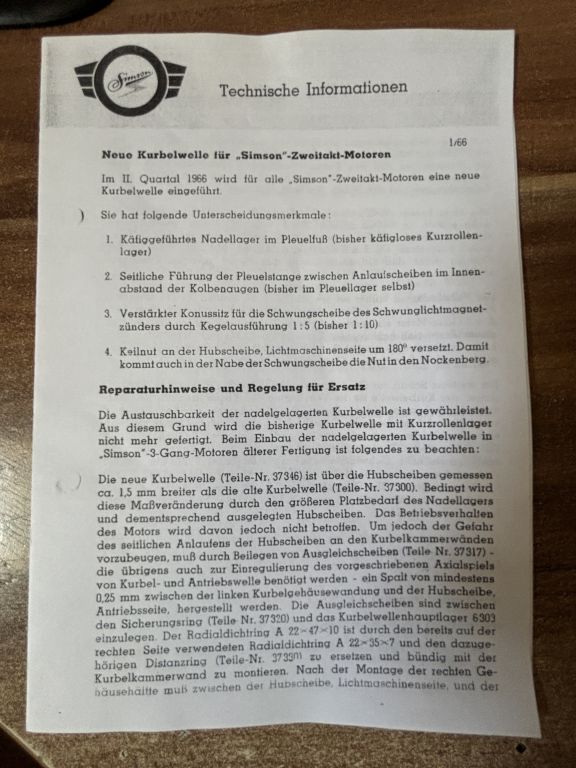 Simson
Technische Informationen
1/66
Neue Kurbelwelle für „Simson"-Zweitakt-Motoren
Im II. Quartal 1966 wird für alle „Simson"-Zweitakt-Motoren eine neue
Kurbelwelle eingeführt.
Sie hat folgende Unterscheidungsmerkmale:
1. Käfiggeführtes Nadellager im Pleuelfuß (bisher käfigloses Kurzrollen-
lager)
2. Seitliche Führung der Pleuelstange zwischen Anlaufscheiben im Innen-
abstand der Kolbenaugen (bisher im Pleuellager selbst)
3. Verstärkter Konussitz für die Schwungscheibe des Schwunglichtmagnet-
zünders durch Kegelausführung 1:5 (bisher 1:10)
4. Keilnut an der Hubscheibe, Lichtmaschinenseite um 180° versetzt. Damit
kommt auch in der Nabe der Schwungscheibe die Nut in den Nockenberg.
Reparaturhinweise und Regelung für Ersatz
Die Austauschbarkeit der nadelgelagerten Kurbelwelle ist gewährleistet.
Aus diesem Grund wird die bisherige Kurbelwelle mit Kurzrollenlager
nicht mehr gefertigt. Beim Einbau der nadelgelagerten Kurbelwelle in
„Simson"-3-Gang-Motoren älterer Fertigung ist folgendes zu beachten:
Die neue Kurbelwelle (Teile-Nr. 37346) ist über die Hubscheiben gemessen
ca. 1,5 mm breiter als die alte Kurbelwelle (Teile-Nr. 37300). Bedingt wird
diese Maßveränderung durch den größeren Platzbedarf des Nadellagers
und dementsprechend ausgelegten Hubscheiben. Das Betriebsverhalten
des Motors wird davon jedoch nicht betroffen. Um jedoch der Gefahr
des seitlichen Anlaufens der Hubscheiben an den Kurbelkammerwänden
vorzubeugen, muß durch Beilegen von Ausgleichscheiben (Teile Nr. 37317) -
die übrigens auch zur Einregulierung des vorgeschriebenen Axialspiels
von Kurbel- und Antriebswelle benötigt werden - ein Spalt von mindestens
0,25 mm zwischen der linken Kurbelgehäusewandung und der Hubscheibe,
Antriebsseite, hergestellt werden. Die Ausgleichscheiben sind zwischen
den Sicherungsring (Teile Nr. 37320) und das Kurbelwellenhauptlager 6303
einzulegen. Der Radialdichtring A 22×47×10 ist durch den bereits auf der
rechten Seite verwendeten Radialdichtring A 22×35×7 und den dazuge-
hörigen Distanzring (Teile-Nr. zu ersetzen und bündig mit der
Kurbelkammerwand zu montieren. Nach der Montage der rechten Ge-
häusehälfte muß zwischen der Hubscheibe, Lichtmaschinenseite, und der